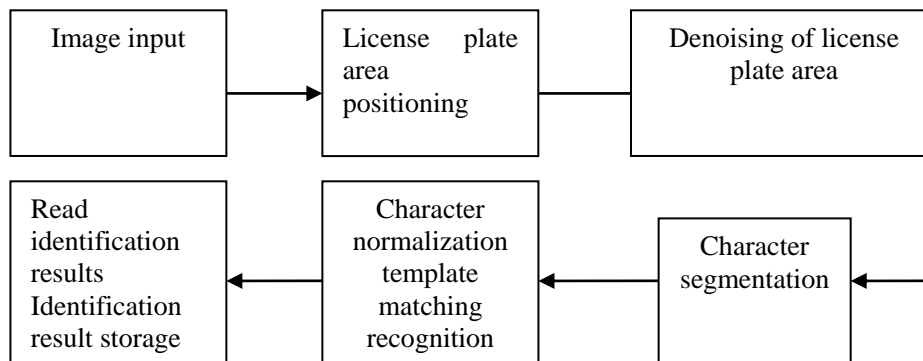 Image input
License plate
area
positioning
Denoising of license
plate area
Read
identification
results
Identification
result storage
Character
normalization
template
matching
recognition
Character
segmentation